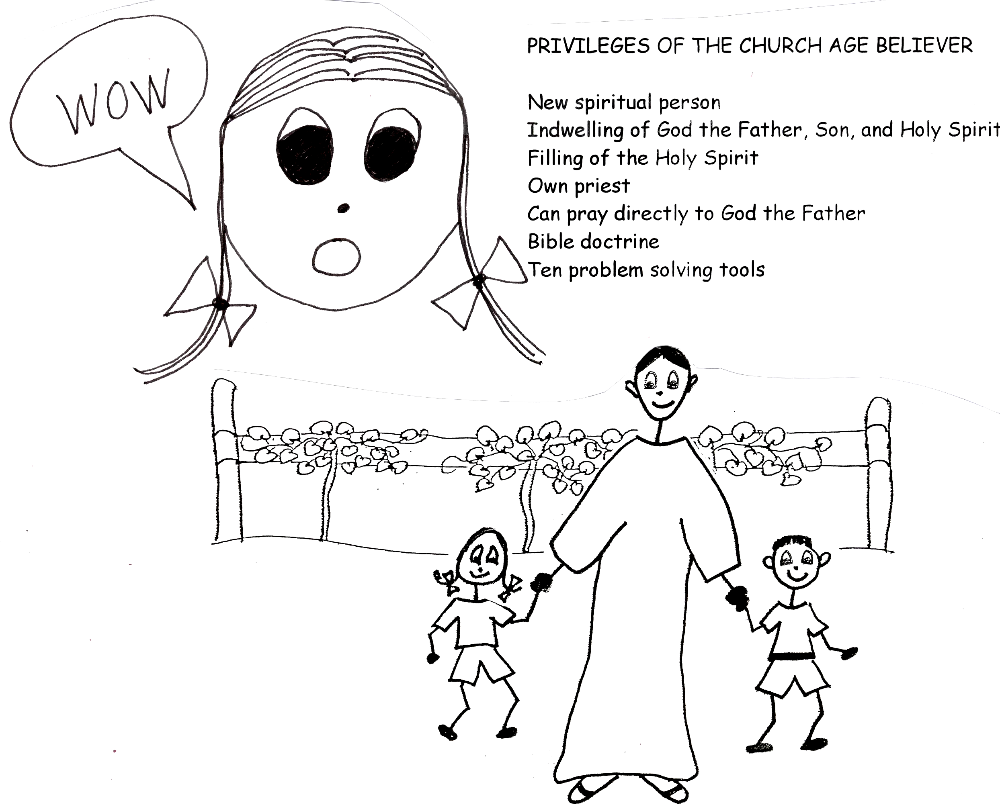 WOW
PRIVILEGES OF THE CHURCH AGE BELIEVER
New spiritual person
Indwelling of God the Father, Son, and Holy Spirit
Filling of the Holy Spirit
Own priest
Can pray directly to God the Father
Bible doctrine
Ten problem solving tools